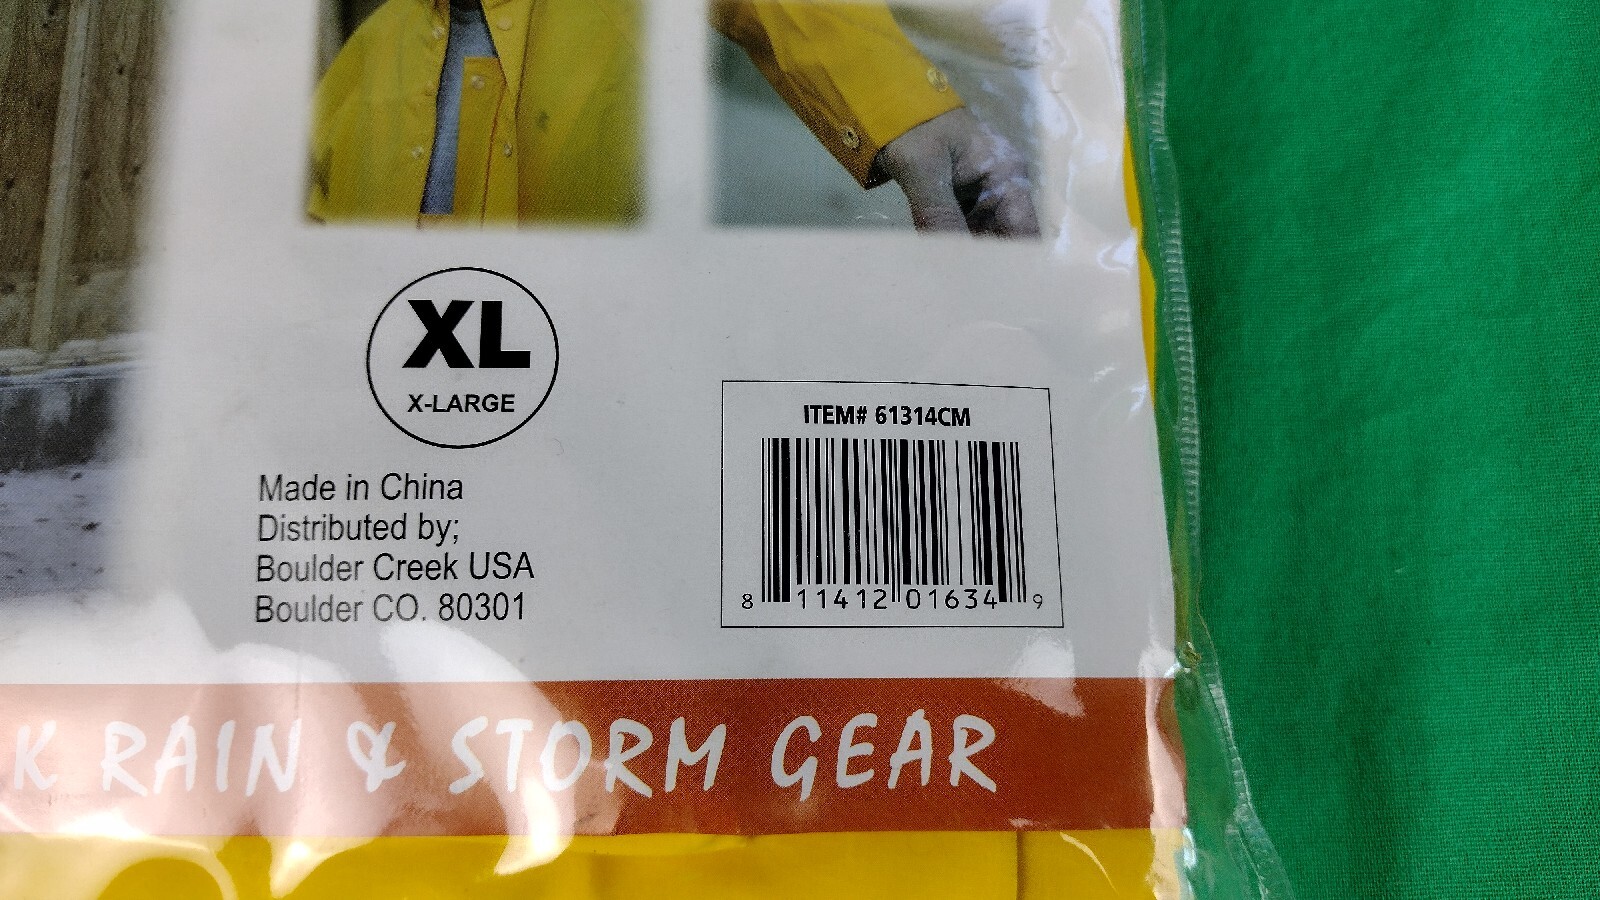 XL
X-LARGE
Made in China
Distributed by;
Boulder Creek USA
Boulder CO. 80301
ITEM# 61314CM
8 11412 01634 9
K RAIN & STORM GEAR